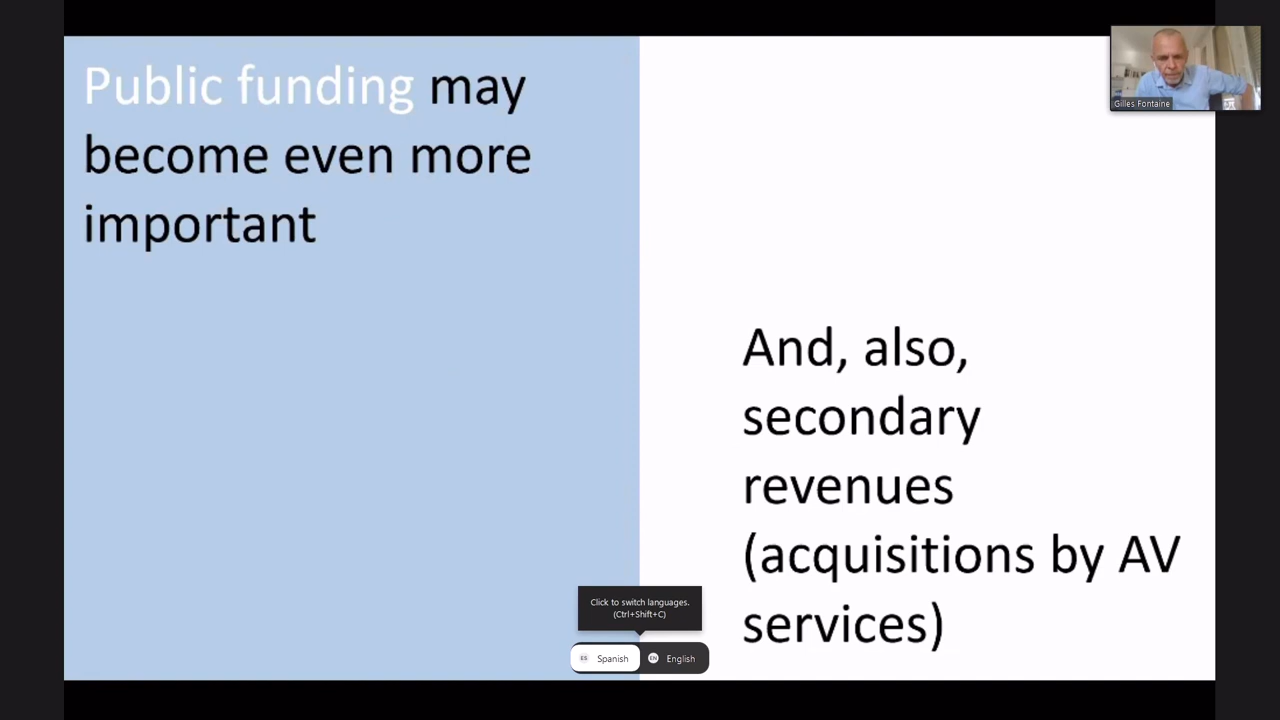 Public funding may
become even more
important
Gilles Fontaine
And, also,
secondary
revenues
(acquisitions by AV
services)
Click to switch languages.
(Ctrl+Shift+C)
ES Spanish
EN English